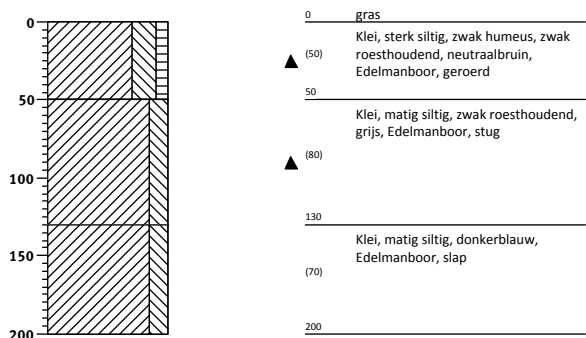 0
50
100
150
200
0 gras
Klei, sterk siltig, zwak humeus, zwak
(50) roesthoudend, neutraalbruin,
Edelmanboor, geroerd
50
Klei, matig siltig, zwak roesthoudend,
grijs, Edelmanboor, stug
(80)
130
Klei, matig siltig, donkerblauw,
Edelmanboor, slap
(70)
200